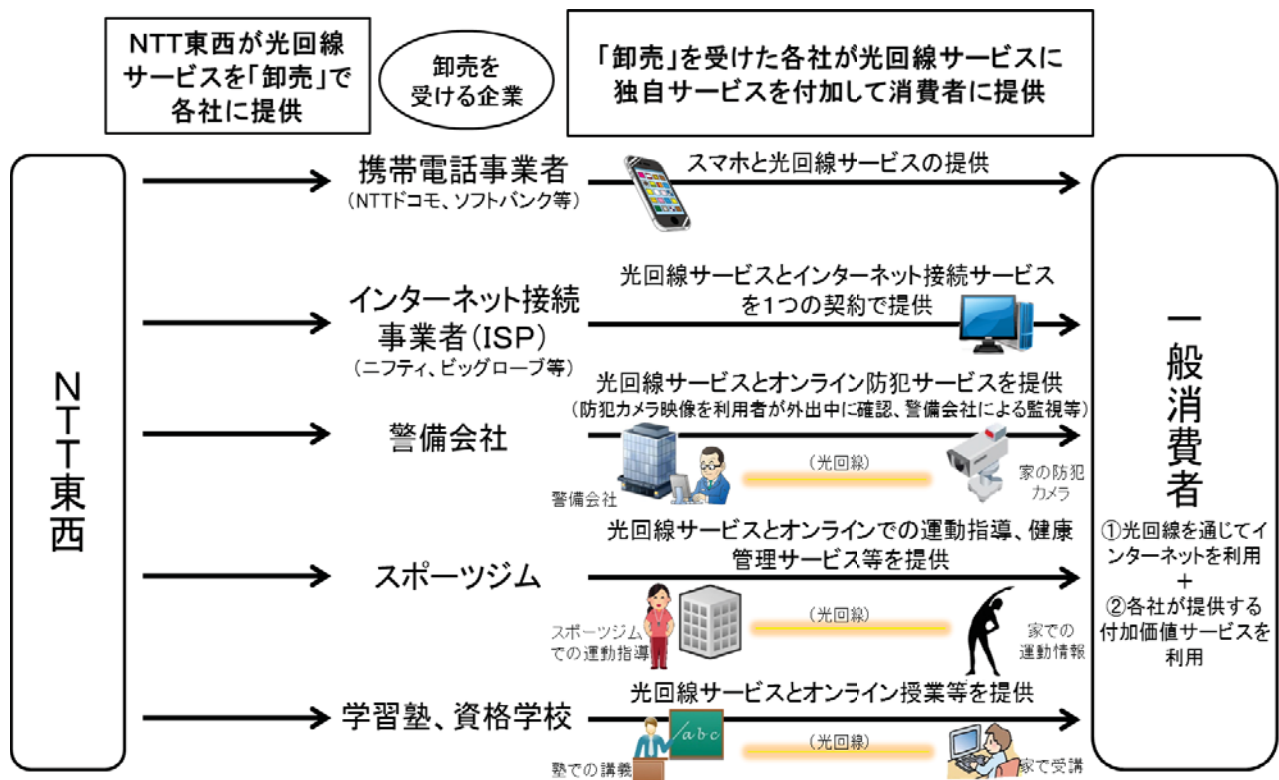 NTT東西が光回線
サービスを「卸売」で
各社に提供
卸売を
受ける企業
「卸売」を受けた各社が光回線サービスに
独自サービスを付加して消費者に提供
NTT東西
携帯電話事業者
(NTTドコモ、ソフトバンク等)
スマホと光回線サービスの提供
インターネット接続
事業者(ISP)
(ニフティ、ビッグローブ等)
光回線サービスとインターネット接続サービス
を1つの契約で提供
警備会社
光回線サービスとオンライン防犯サービスを提供
(防犯カメラ映像を利用者が外出中に確認、警備会社による監視等)
(光回線)
警備会社
家の防犯
カメラ
スポーツジム
光回線サービスとオンラインでの運動指導、健康
管理サービス等を提供
(光回線)
スポーツジム
での運動指導
家での
運動情報
学習塾、資格学校
光回線サービスとオンライン授業等を提供
abc
(光回線)
塾での講義
家で受講
一般消費者
①光回線を通じてイ
ンターネットを利用
+
②各社が提供する
付加価値サービスを
利用